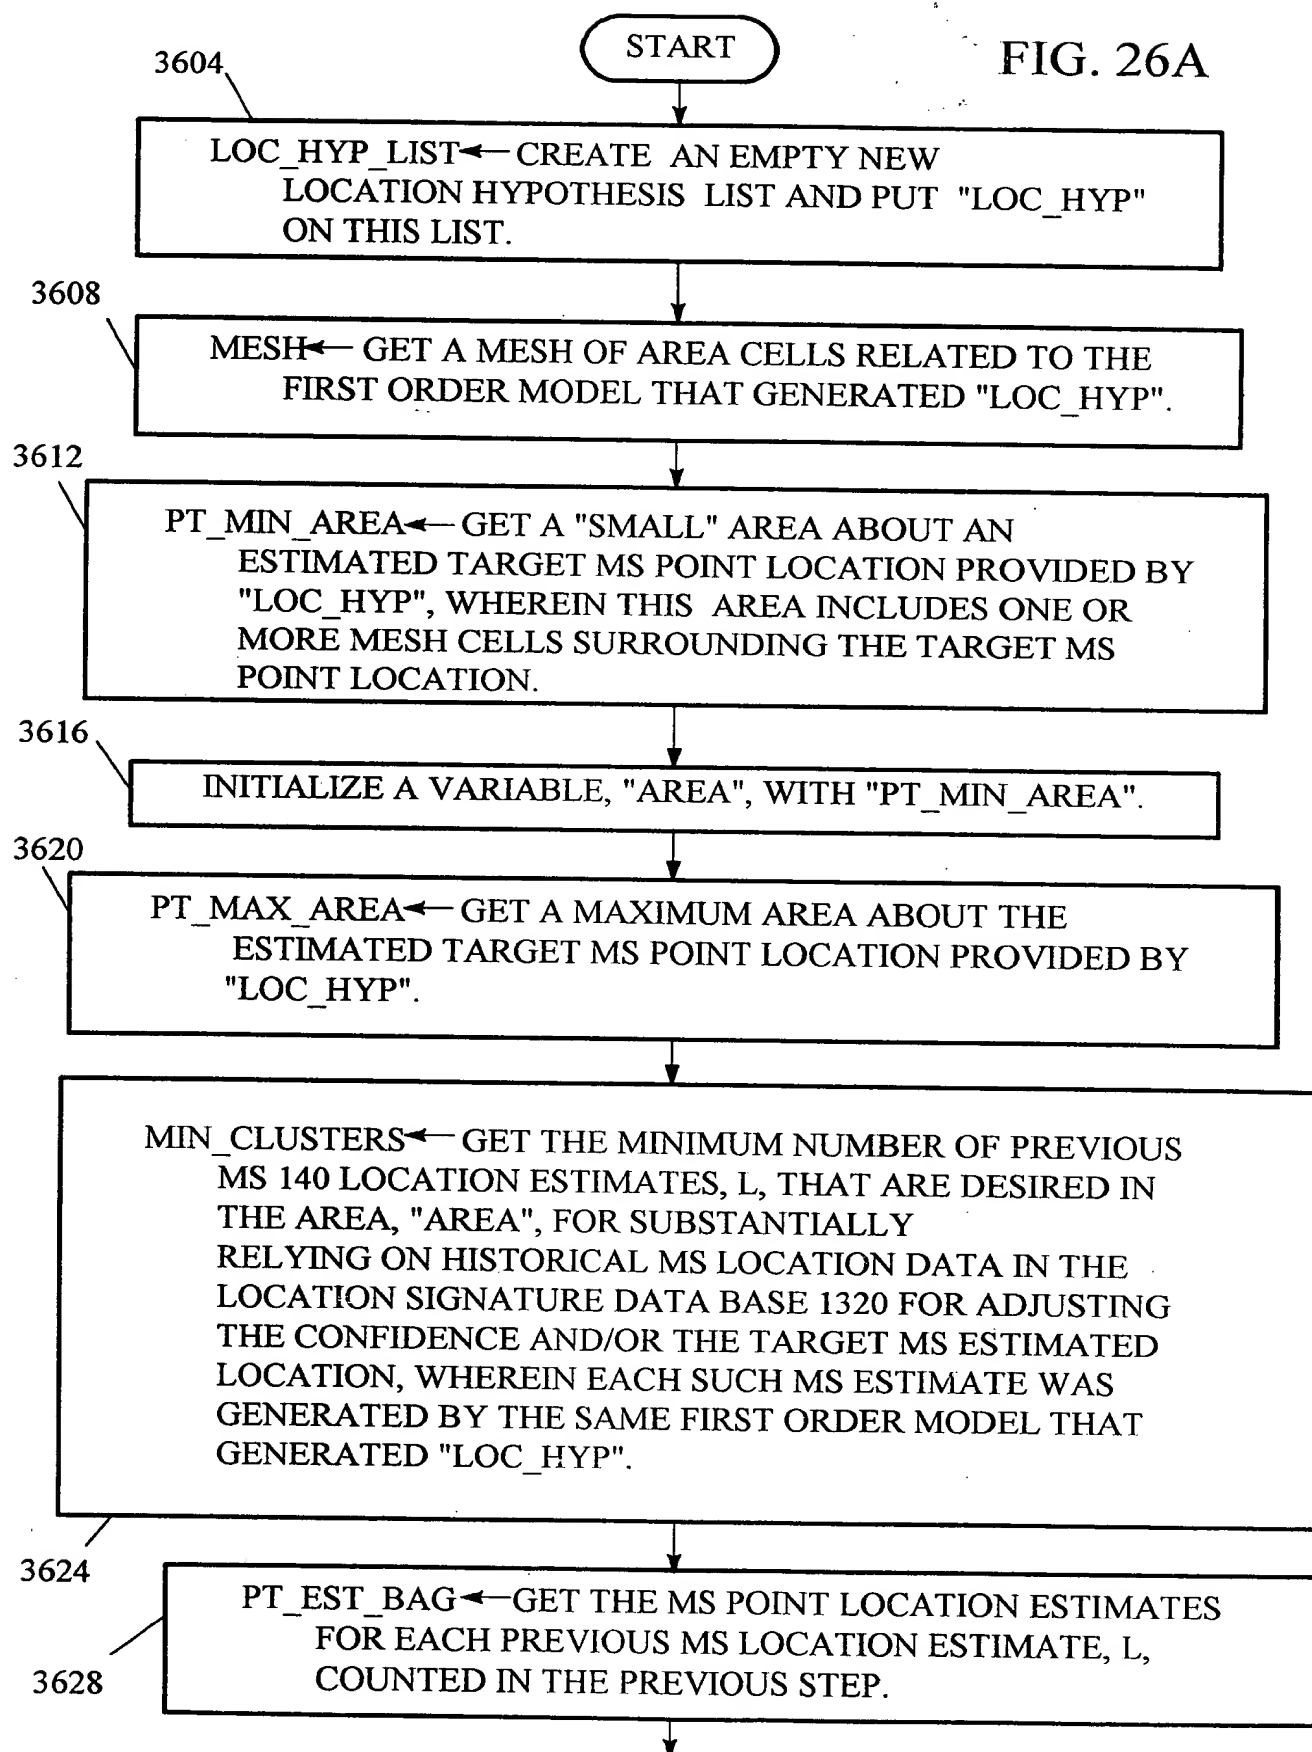 START
FIG. 26A
3604
LOC_HYP_LIST← CREATE AN EMPTY NEW
LOCATION HYPOTHESIS LIST AND PUT "LOC_HYP"
ON THIS LIST.
3608
MESH← GET A MESH OF AREA CELLS RELATED TO THE
FIRST ORDER MODEL THAT GENERATED "LOC_HYP".
3612
PT_MIN_AREA← GET A "SMALL" AREA ABOUT AN
ESTIMATED TARGET MS POINT LOCATION PROVIDED BY
"LOC_HYP", WHEREIN THIS AREA INCLUDES ONE OR
MORE MESH CELLS SURROUNDING THE TARGET MS
POINT LOCATION.
3616
INITIALIZE A VARIABLE, "AREA", WITH "PT_MIN_AREA".
3620
PT_MAX_AREA← GET A MAXIMUM AREA ABOUT THE
ESTIMATED TARGET MS POINT LOCATION PROVIDED BY
"LOC_HYP".
MIN_CLUSTERS← GET THE MINIMUM NUMBER OF PREVIOUS
MS 140 LOCATION ESTIMATES, L, THAT ARE DESIRED IN
THE AREA, "AREA", FOR SUBSTANTIALLY
RELYING ON HISTORICAL MS LOCATION DATA IN THE
LOCATION SIGNATURE DATA BASE 1320 FOR ADJUSTING
THE CONFIDENCE AND/OR THE TARGET MS ESTIMATED
LOCATION, WHEREIN EACH SUCH MS ESTIMATE WAS
GENERATED BY THE SAME FIRST ORDER MODEL THAT
GENERATED "LOC_HYP".
3624
PT_EST_BAG←GET THE MS POINT LOCATION ESTIMATES
FOR EACH PREVIOUS MS LOCATION ESTIMATE, L,
COUNTED IN THE PREVIOUS STEP.
3628